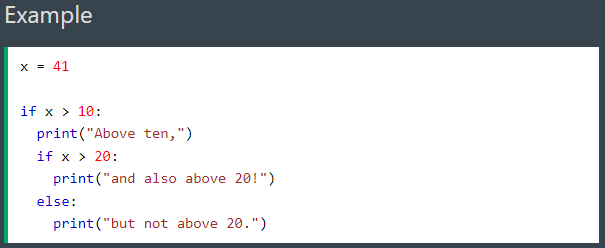 Example
x = 41

if x > 10:
  print("Above ten,")
  if x > 20:
    print("and also above 20!")
  else:
    print("but not above 20.")